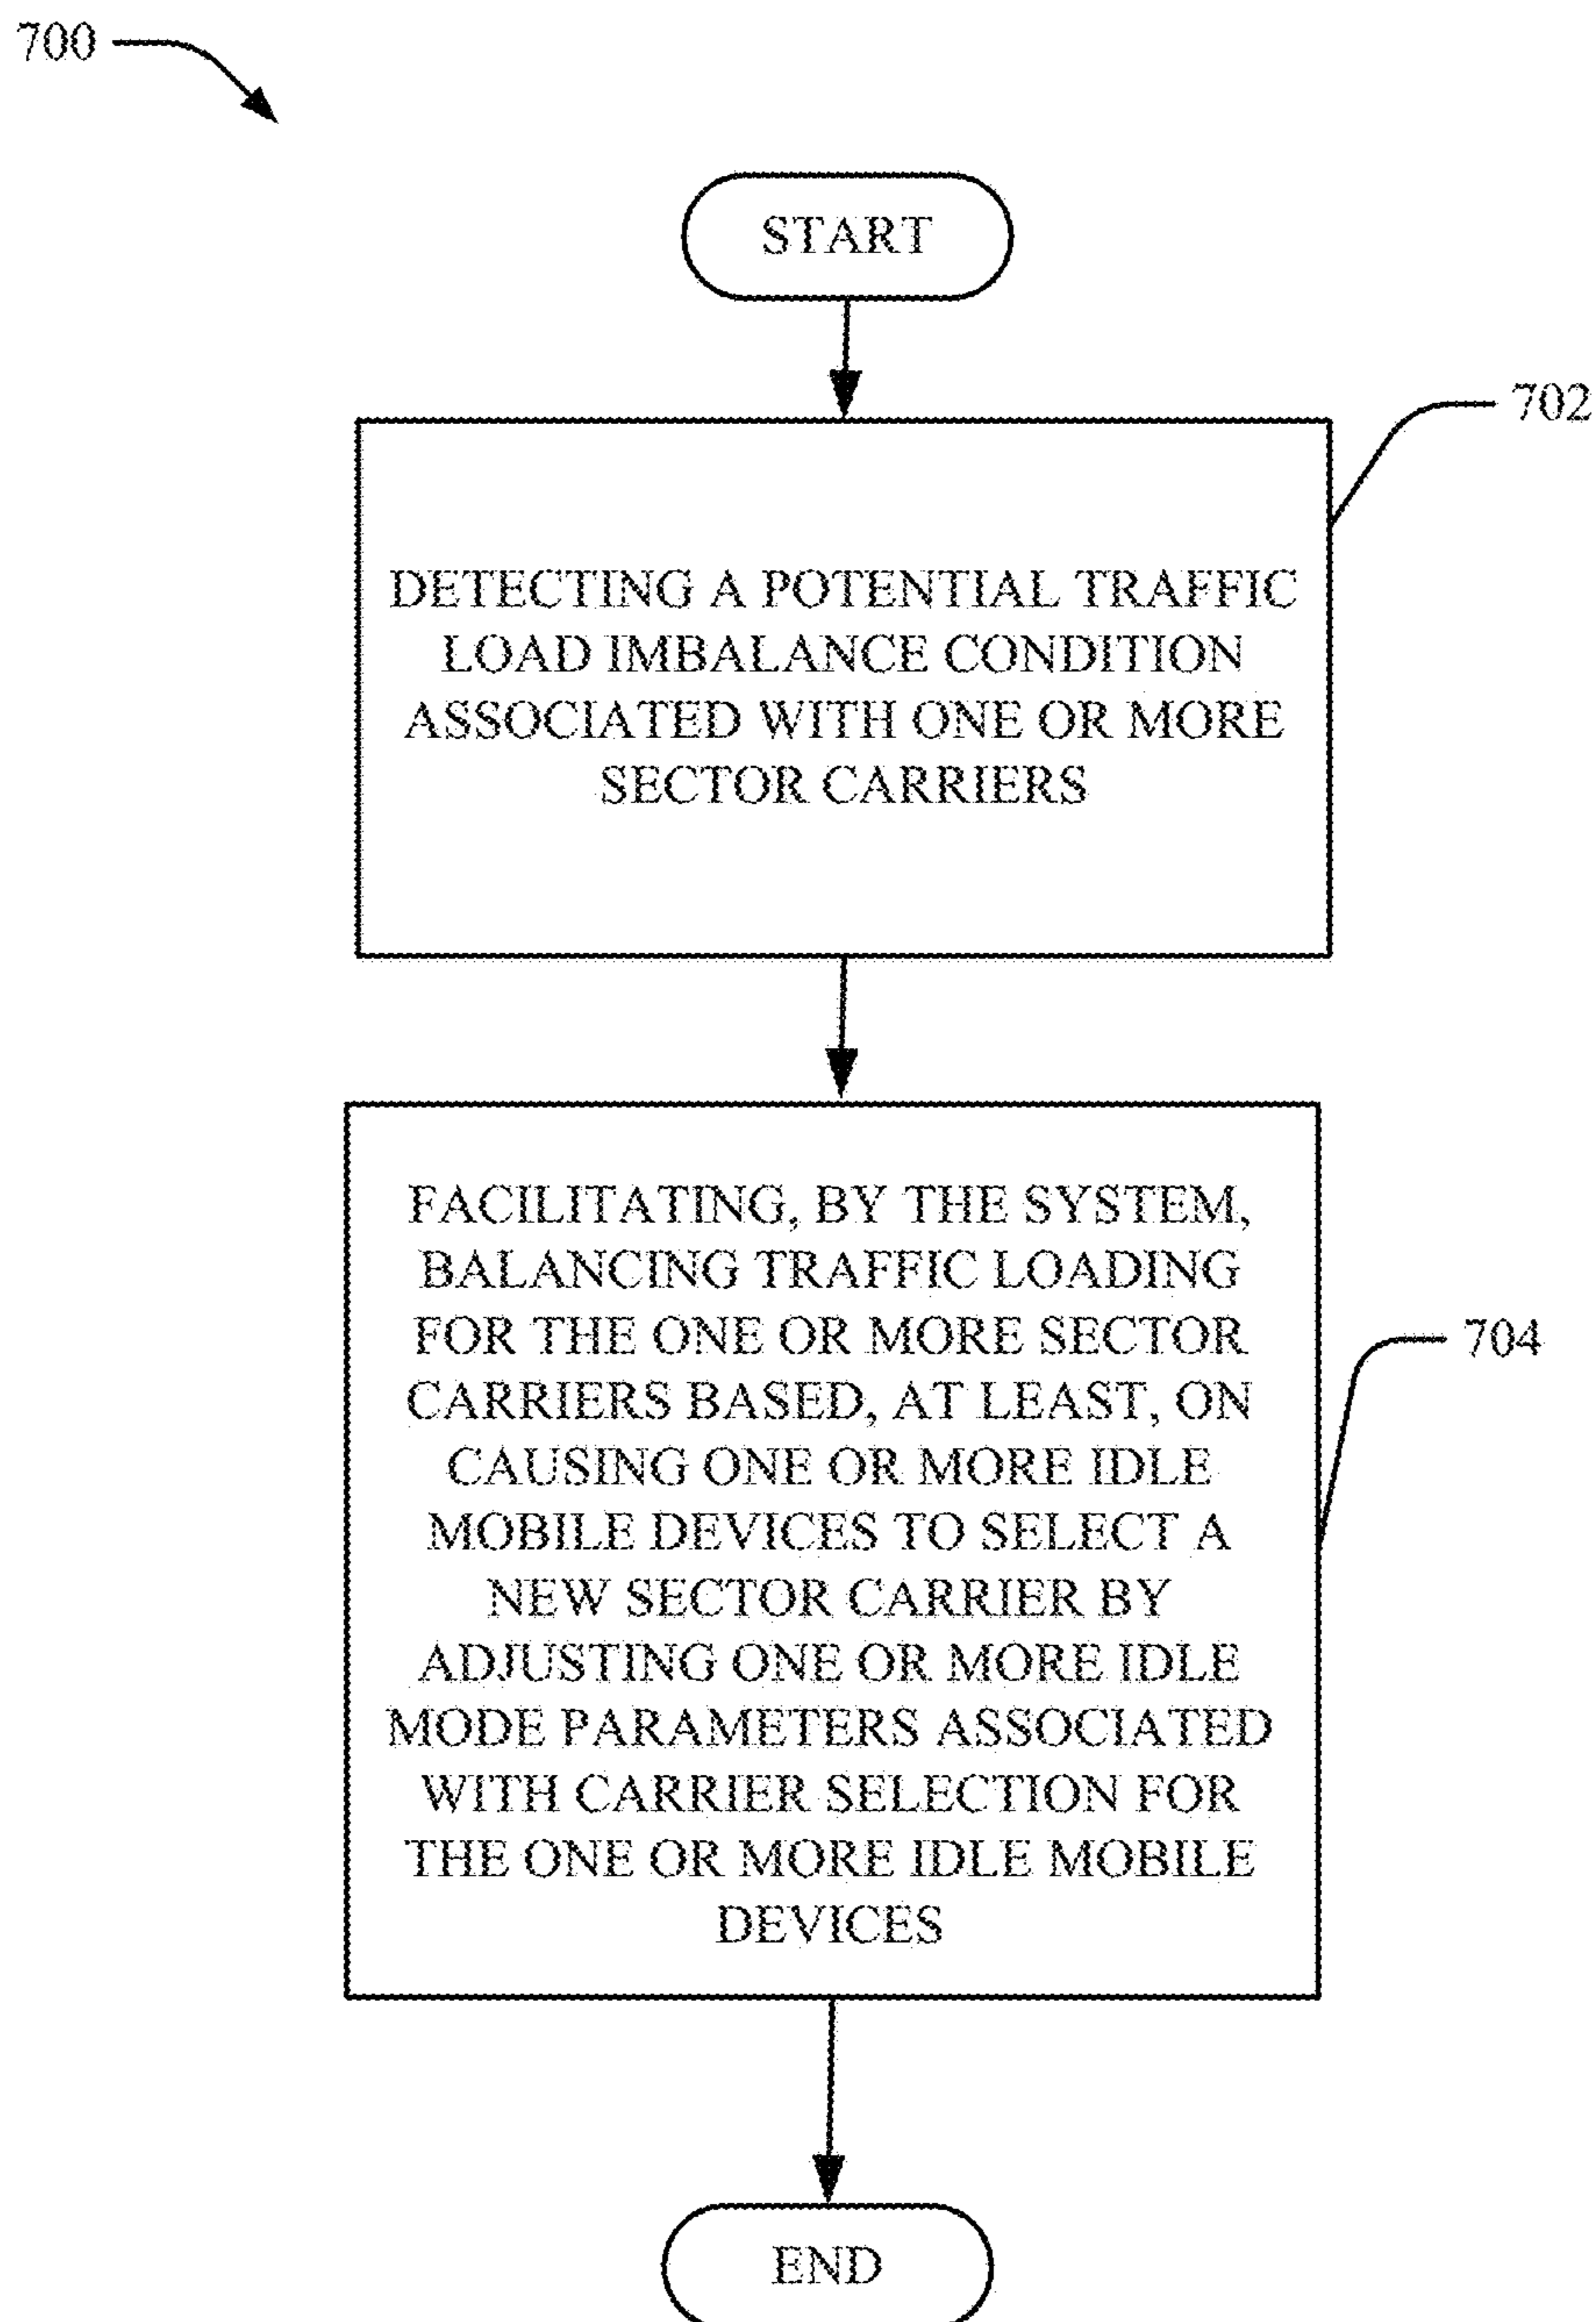 700
START
702
DETECTING A POTENTIAL TRAFFIC
LOAD IMBALANCE CONDITION
ASSOCIATED WITH ONE OR MORE
SECTOR CARRIERS
FACILITATING, BY THE SYSTEM,
BALANCING TRAFFIC LOADING
FOR THE ONE OR MORE SECTOR
CARRIERS BASED, AT LEAST, ON
CAUSING ONE OR MORE IDLE
MOBILE DEVICES TO SELECT A
NEW SECTOR CARRIER BY
ADJUSTING ONE OR MORE IDLE
MODE PARAMETERS ASSOCIATED
WITH CARRIER SELECTION FOR
THE ONE OR MORE IDLE MOBILE
DEVICES
704
END